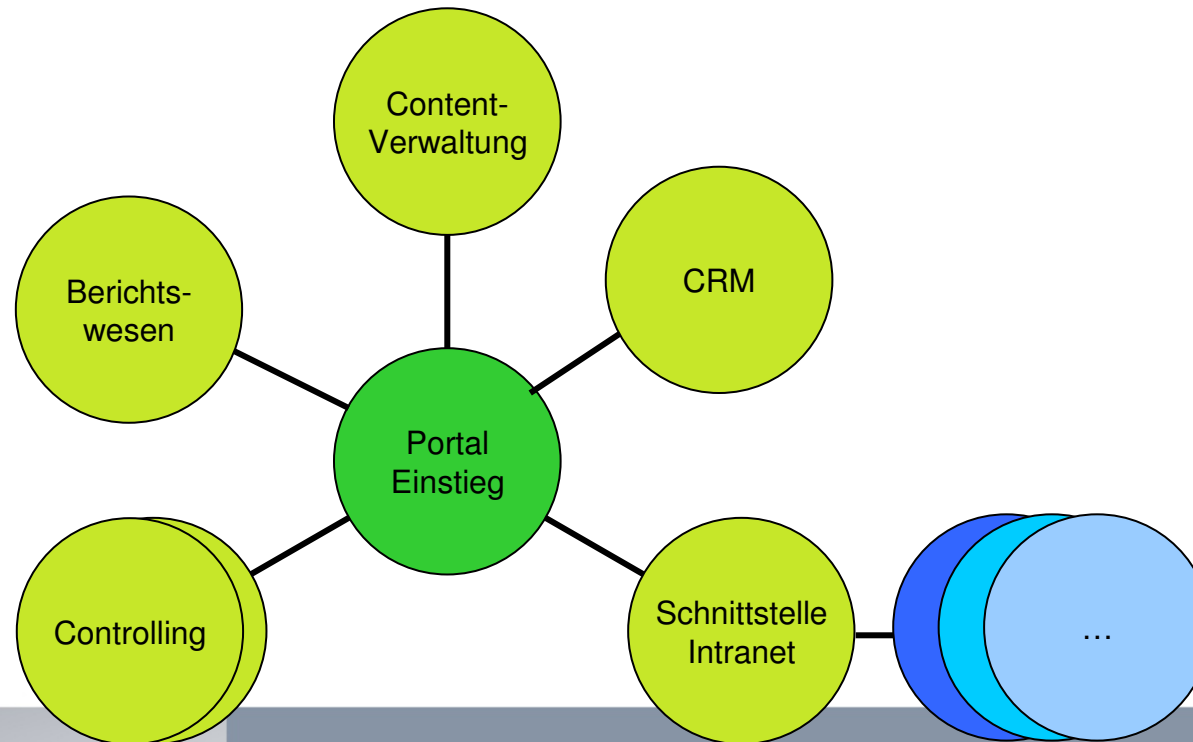 Content-
Verwaltung
CRM
Berichts-
wesen
Portal
Einstieg
Controlling
Schnittstelle
Intranet
...